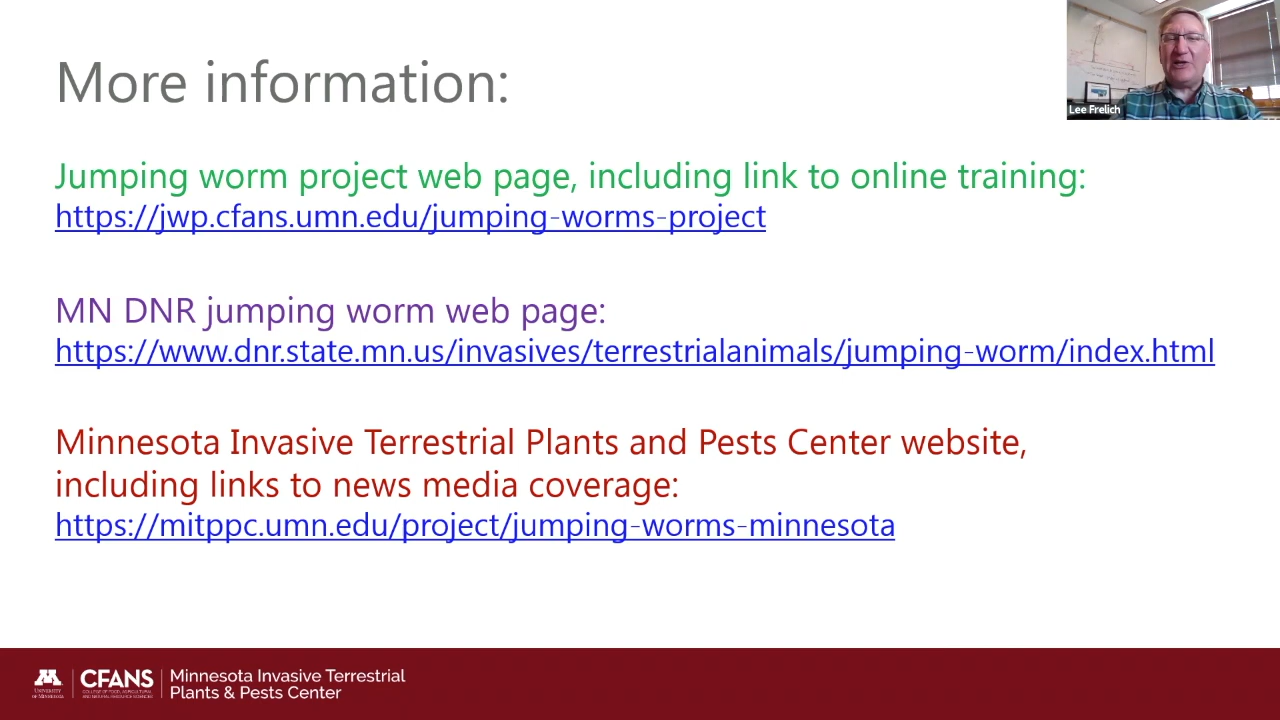 More information:
Lee Frelich
Jumping worm project web page, including link to online training:
https://jwp.cfans.umn.edu/jumping-worms-project
MN DNR jumping worm web page:
https://www.dnr.state.mn.us/invasives/terrestrialanimals/jumping-worm/index.html
Minnesota Invasive Terrestrial Plants and Pests Center website,
including links to news media coverage:
https://mitppc.umn.edu/project/jumping-worms-minnesota
UNIVERSITY
OF MINNESOTA
CFANS
COLLEGE OF FOOD, AGRICULTURAL
AND NATURAL RESOURCE SCIENCES
Minnesota Invasive Terrestrial
Plants & Pests Center